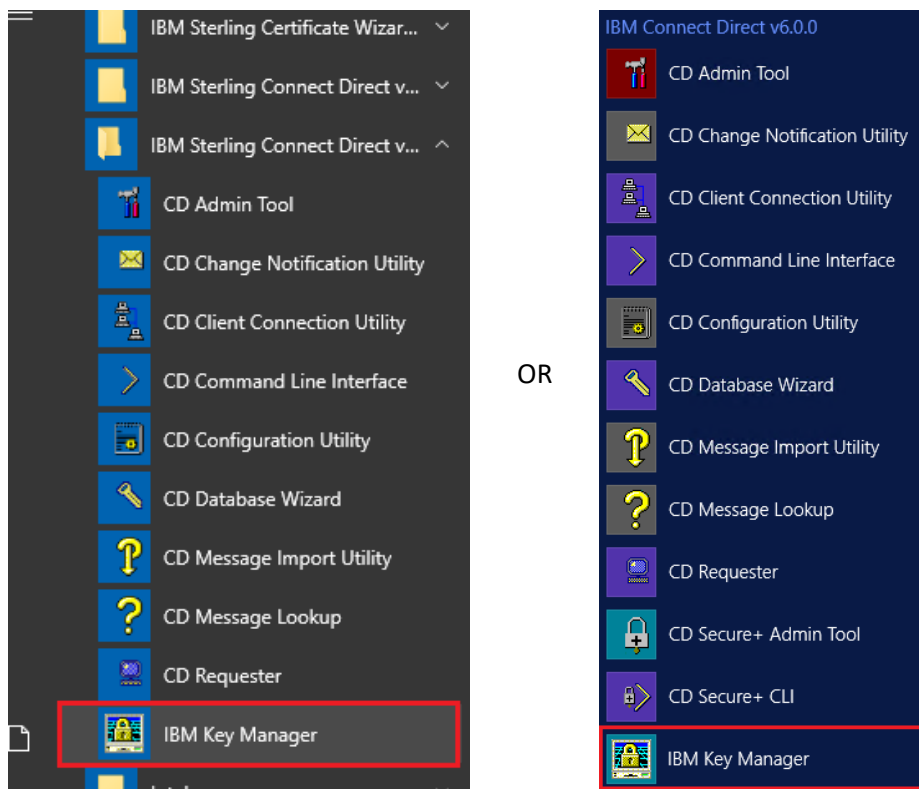 IBM Sterling Certificate Wizar...
IBM Sterling Connect Direct v...
IBM Sterling Connect Direct v...
CD Admin Tool
CD Change Notification Utility
CD Client Connection Utility
CD Command Line Interface
CD Configuration Utility
CD Database Wizard
CD Message Import Utility
CD Message Lookup
CD Requester
IBM Key Manager
OR
IBM Connect Direct v6.0.0
CD Admin Tool
CD Change Notification Utility
CD Client Connection Utility
CD Command Line Interface
CD Configuration Utility
CD Database Wizard
CD Message Import Utility
CD Message Lookup
CD Requester
CD Secure+ Admin Tool
CD Secure+ CLI
IBM Key Manager